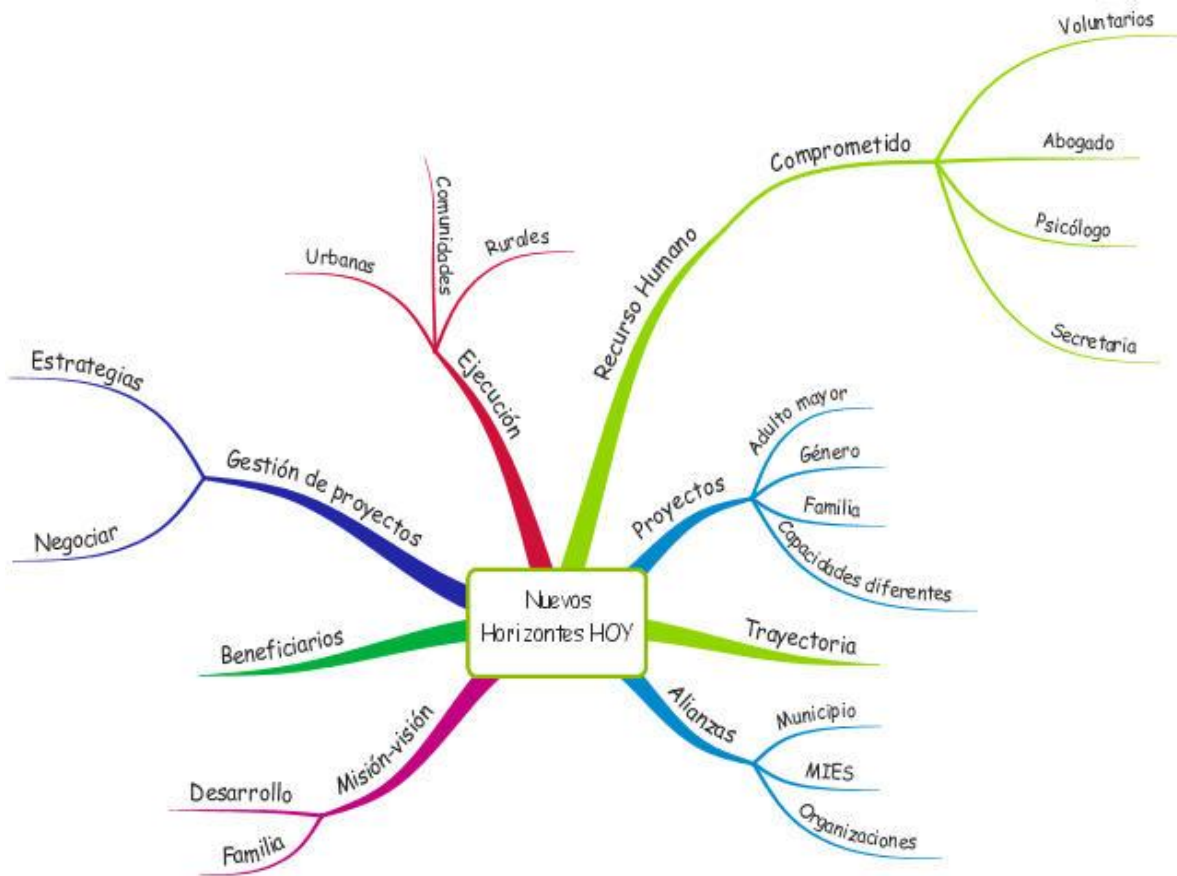 Nuevos
Horizontes HOY
Recurso Humano
Comprometido
Voluntarios
Abogado
Psicólogo
Secretaria
Proyectos
Adulto mayor
Género
Familia
Capacidades diferentes
Trayectoria
Alianzas
Municipio
MIES
Organizaciones
Misión-visión
Desarrollo
Familia
Beneficiarios
Gestión de proyectos
Estrategias
Negociar
Ejecución
Urbanas
Comunidades
Rurales